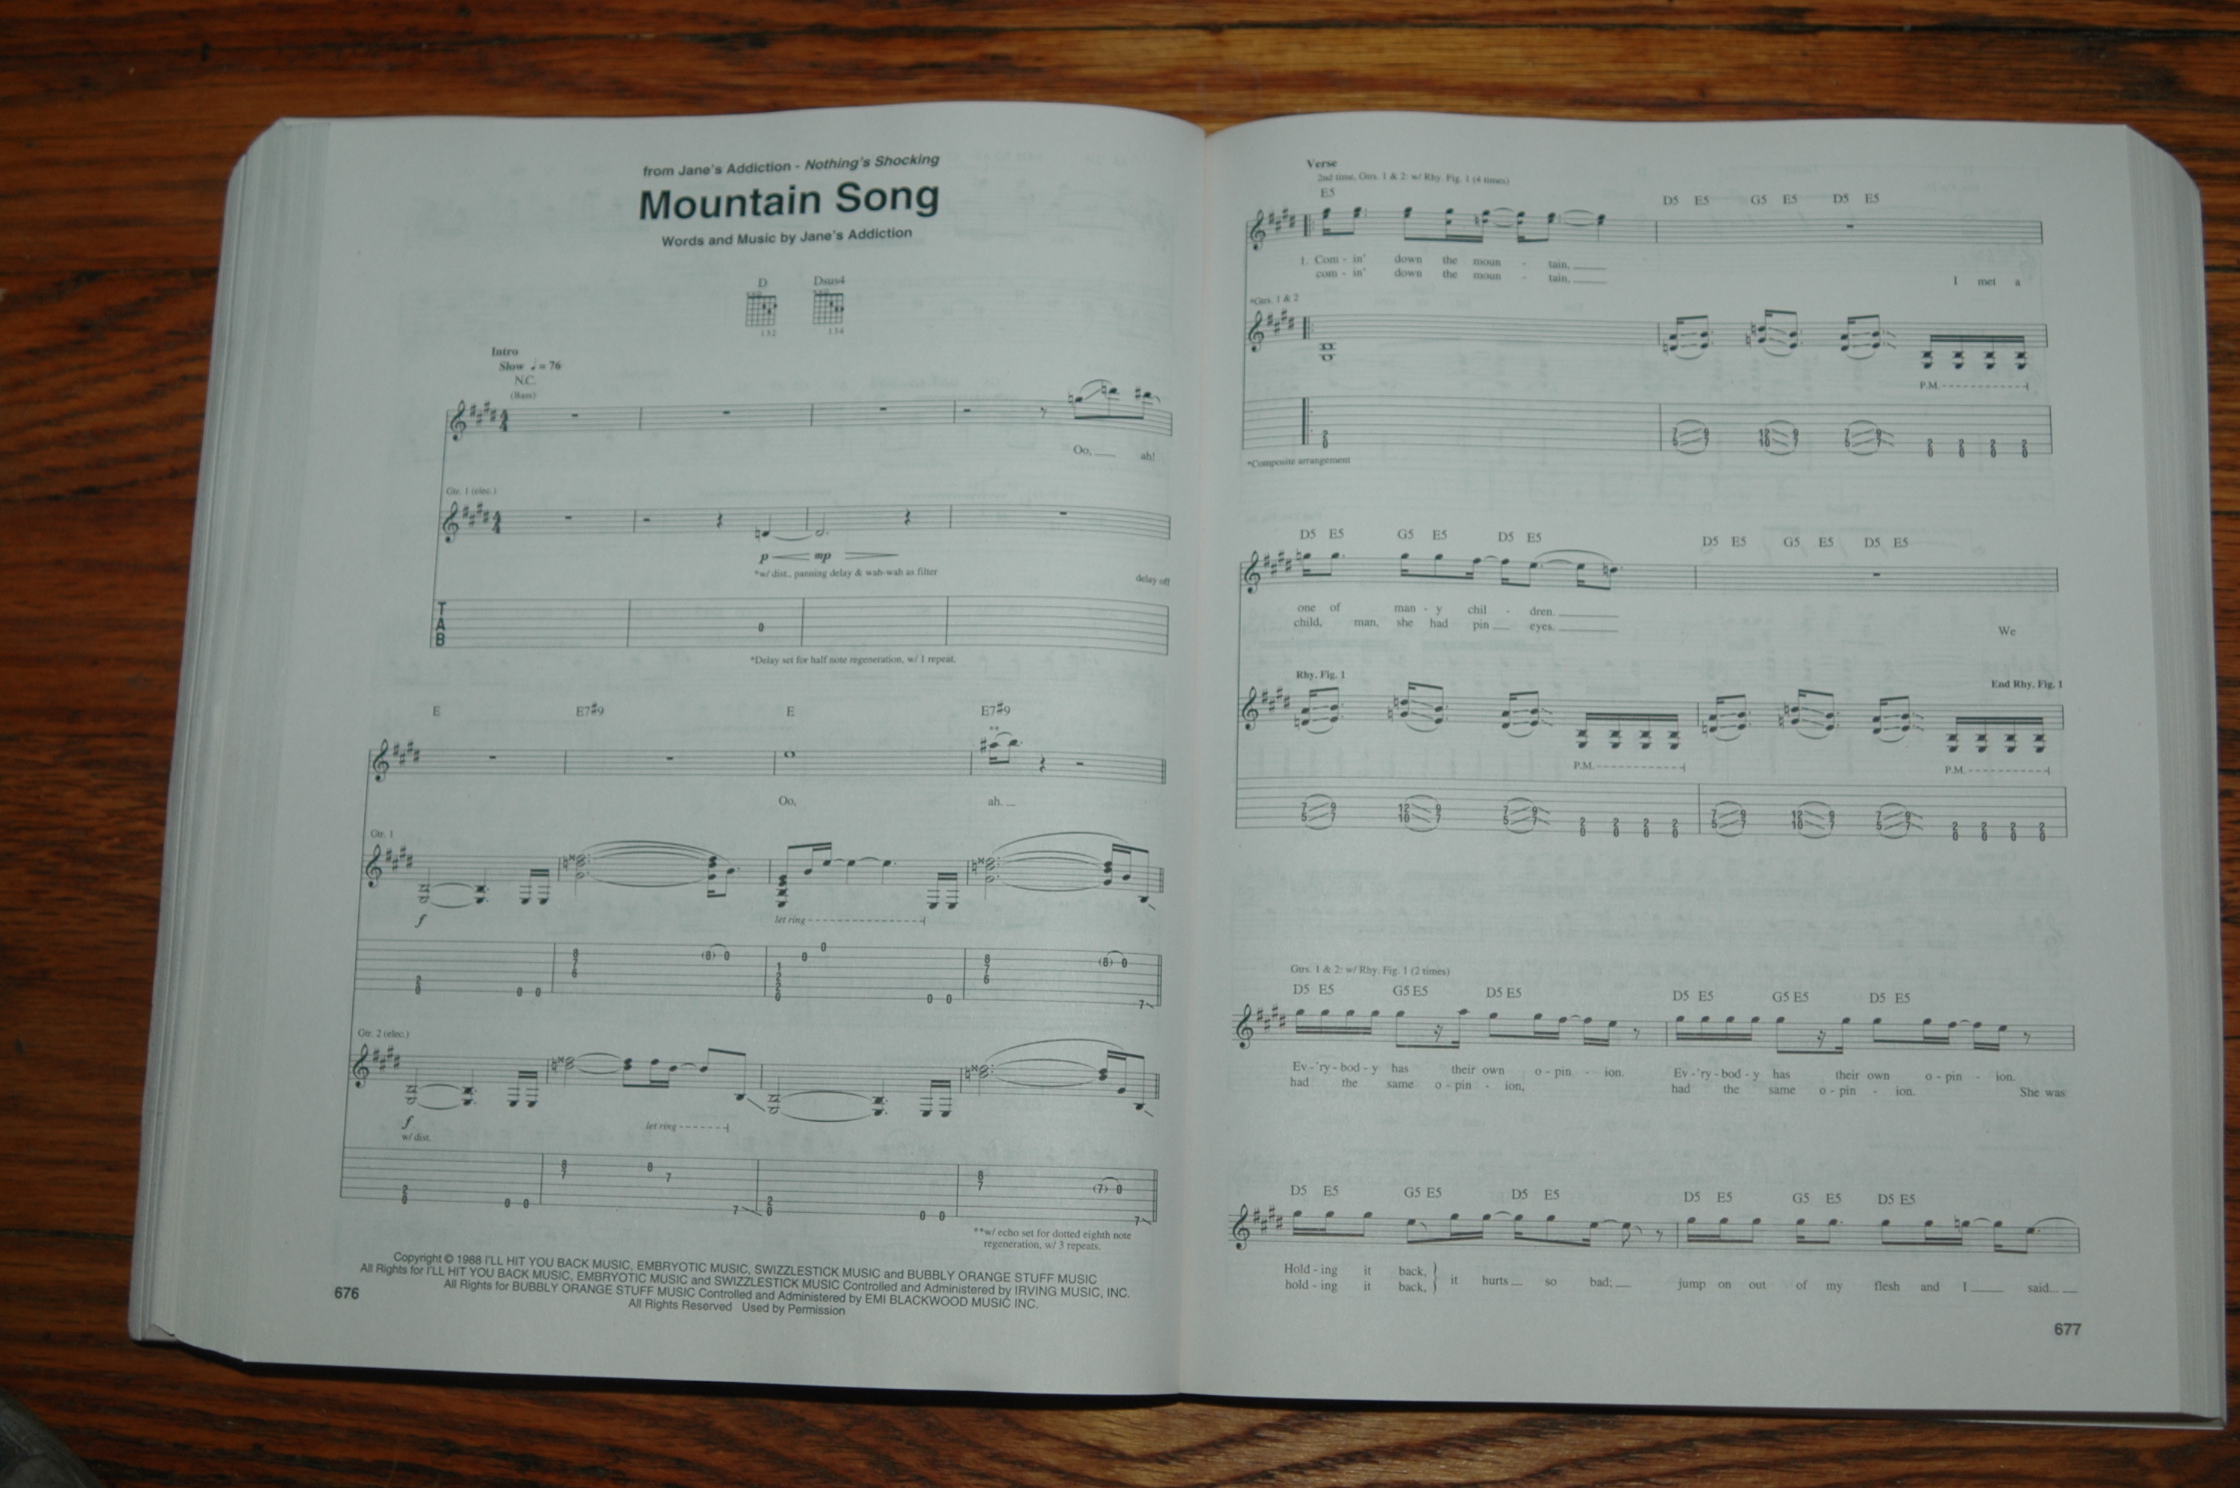 from Jane's Addiction - Nothing's Shocking
Mountain Song
Words and Music by Jane's Addiction
D Dsus4
132 134
Intro
Slow ♩ = 76
N.C.
(Bass)
Oo, ah!
Gtr. 1 (elec.)
p mp
*w/ dist., panning delay & wah-wah as filter
delay off
T
A
B
0
*Delay set for half note regeneration, w/ 1 repeat.
E E7#9 E E7#9
**
Oo, ah.
Gtr. 1
f
let ring
Gtr. 2 (elec.)
f
w/ dist.
let ring
**w/ echo set for dotted eighth note
regeneration, w/ 3 repeats.
Copyright © 1988 I'LL HIT YOU BACK MUSIC, EMBRYOTIC MUSIC, SWIZZLESTICK MUSIC and BUBBLY ORANGE STUFF MUSIC
All Rights for I'LL HIT YOU BACK MUSIC, EMBRYOTIC MUSIC and SWIZZLESTICK MUSIC Controlled and Administered by IRVING MUSIC, INC.
All Rights for BUBBLY ORANGE STUFF MUSIC Controlled and Administered by EMI BLACKWOOD MUSIC INC.
All Rights Reserved Used by Permission
676
Verse
2nd time, Gtrs. 1 & 2: w/ Rhy. Fig. 1 (4 times)
E5 D5 E5 G5 E5 D5 E5
1. Com - in' down the moun - tain, I met a
com - in' down the moun - tain,
*Gtrs. 1 & 2
P.M.
*Composite arrangement
D5 E5 G5 E5 D5 E5 D5 E5 G5 E5 D5 E5
one of man - y chil - dren. We
child, man, she had pin eyes.
Rhy. Fig. 1 End Rhy. Fig. 1
P.M. P.M.
Gtrs. 1 & 2: w/ Rhy. Fig. 1 (2 times)
D5 E5 G5 E5 D5 E5 D5 E5 G5 E5 D5 E5
Ev - 'ry - bod - y has their own o - pin - ion. Ev - 'ry - bod - y has their own o - pin - ion.
had the same o - pin - ion, had the same o - pin - ion. She was
D5 E5 G5 E5 D5 E5 D5 E5 G5 E5 D5 E5
Hold - ing it back, it hurts so bad; jump on out of my flesh and I said...
hold - ing it back,
677